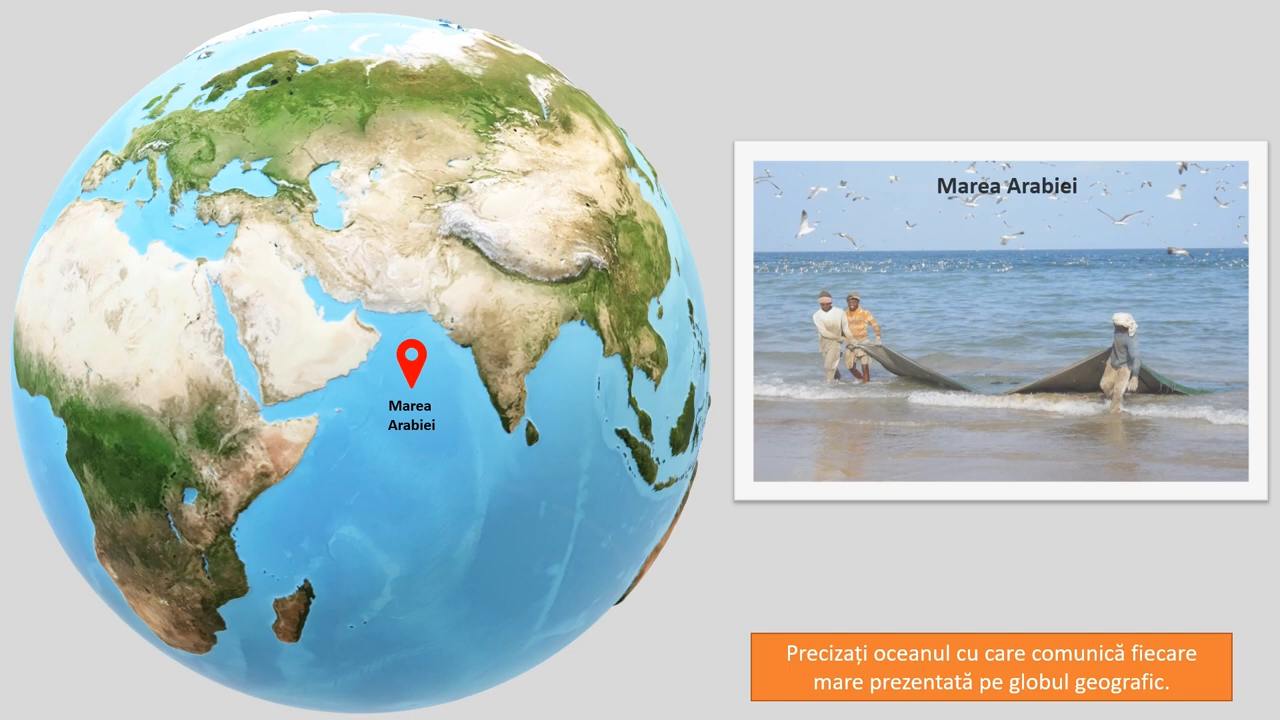 Marea
Arabiei
Marea Arabiei
Precizați oceanul cu care comunică fiecare
mare prezentată pe globul geografic.